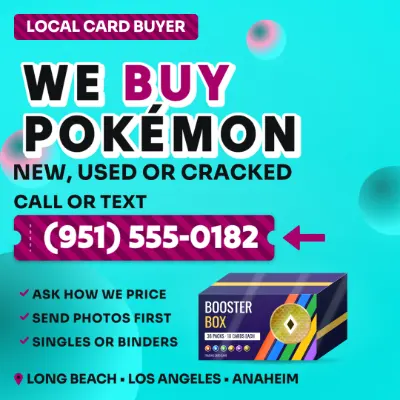 LOCAL CARD BUYER
WE BUY
POKÉMON
NEW, USED OR CRACKED
CALL OR TEXT
(951) 555-0182
ASK HOW WE PRICE
SEND PHOTOS FIRST
SINGLES OR BINDERS
BOOSTER
BOX
LONG BEACH • LOS ANGELES • ANAHEIM